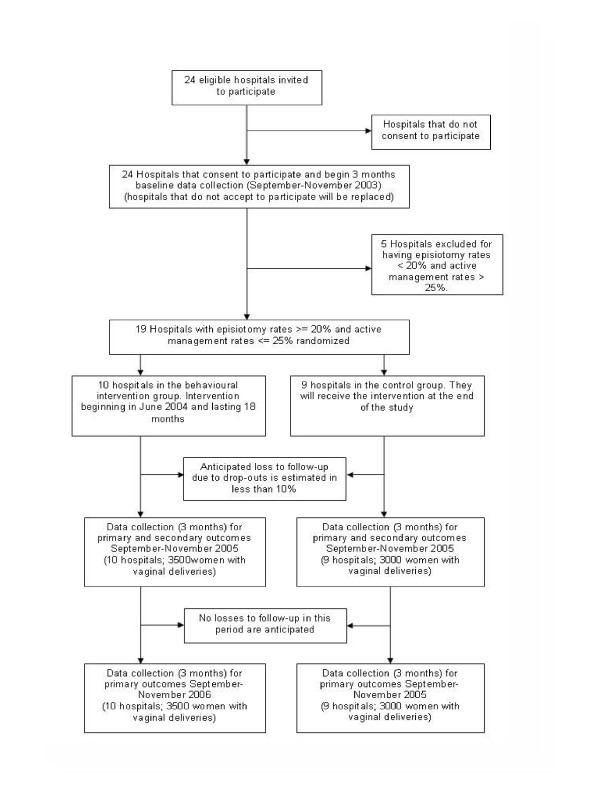 24 eligible hospitals invited
to participate
Hospitals that do not
consent to participate
24 Hospitals that consent to participate and begin 3 months
baseline data collection (September-November 2003)
(hospitals that do not accept to participate will be replaced)
5 Hospitals excluded for
having episiotomy rates
< 20% and active
management rates >
25%.
19 Hospitals with episiotomy rates >= 20% and active
management rates <= 25% randomized
10 hospitals in the behavioural
intervention group. Intervention
beginning in June 2004 and lasting 18
months
9 hospitals in the control group. They
will receive the intervention at the end
of the study
Anticipated loss to follow-up
due to drop-outs is estimated in
less than 10%
Data collection (3 months) for
primary and secondary outcomes
September-November 2005
(10 hospitals; 3500women with
vaginal deliveries)
Data collection (3 months) for
primary and secondary outcomes
September-November 2005
(9 hospitals; 3000 women with
vaginal deliveries)
No losses to follow-up in this
period are anticipated
Data collection (3 months) for
primary outcomes September-
November 2006
(10 hospitals; 3500 women with
vaginal deliveries)
Data collection (3 months) for
primary outcomes September-
November 2005
(9 hospitals; 3000 women with
vaginal deliveries)